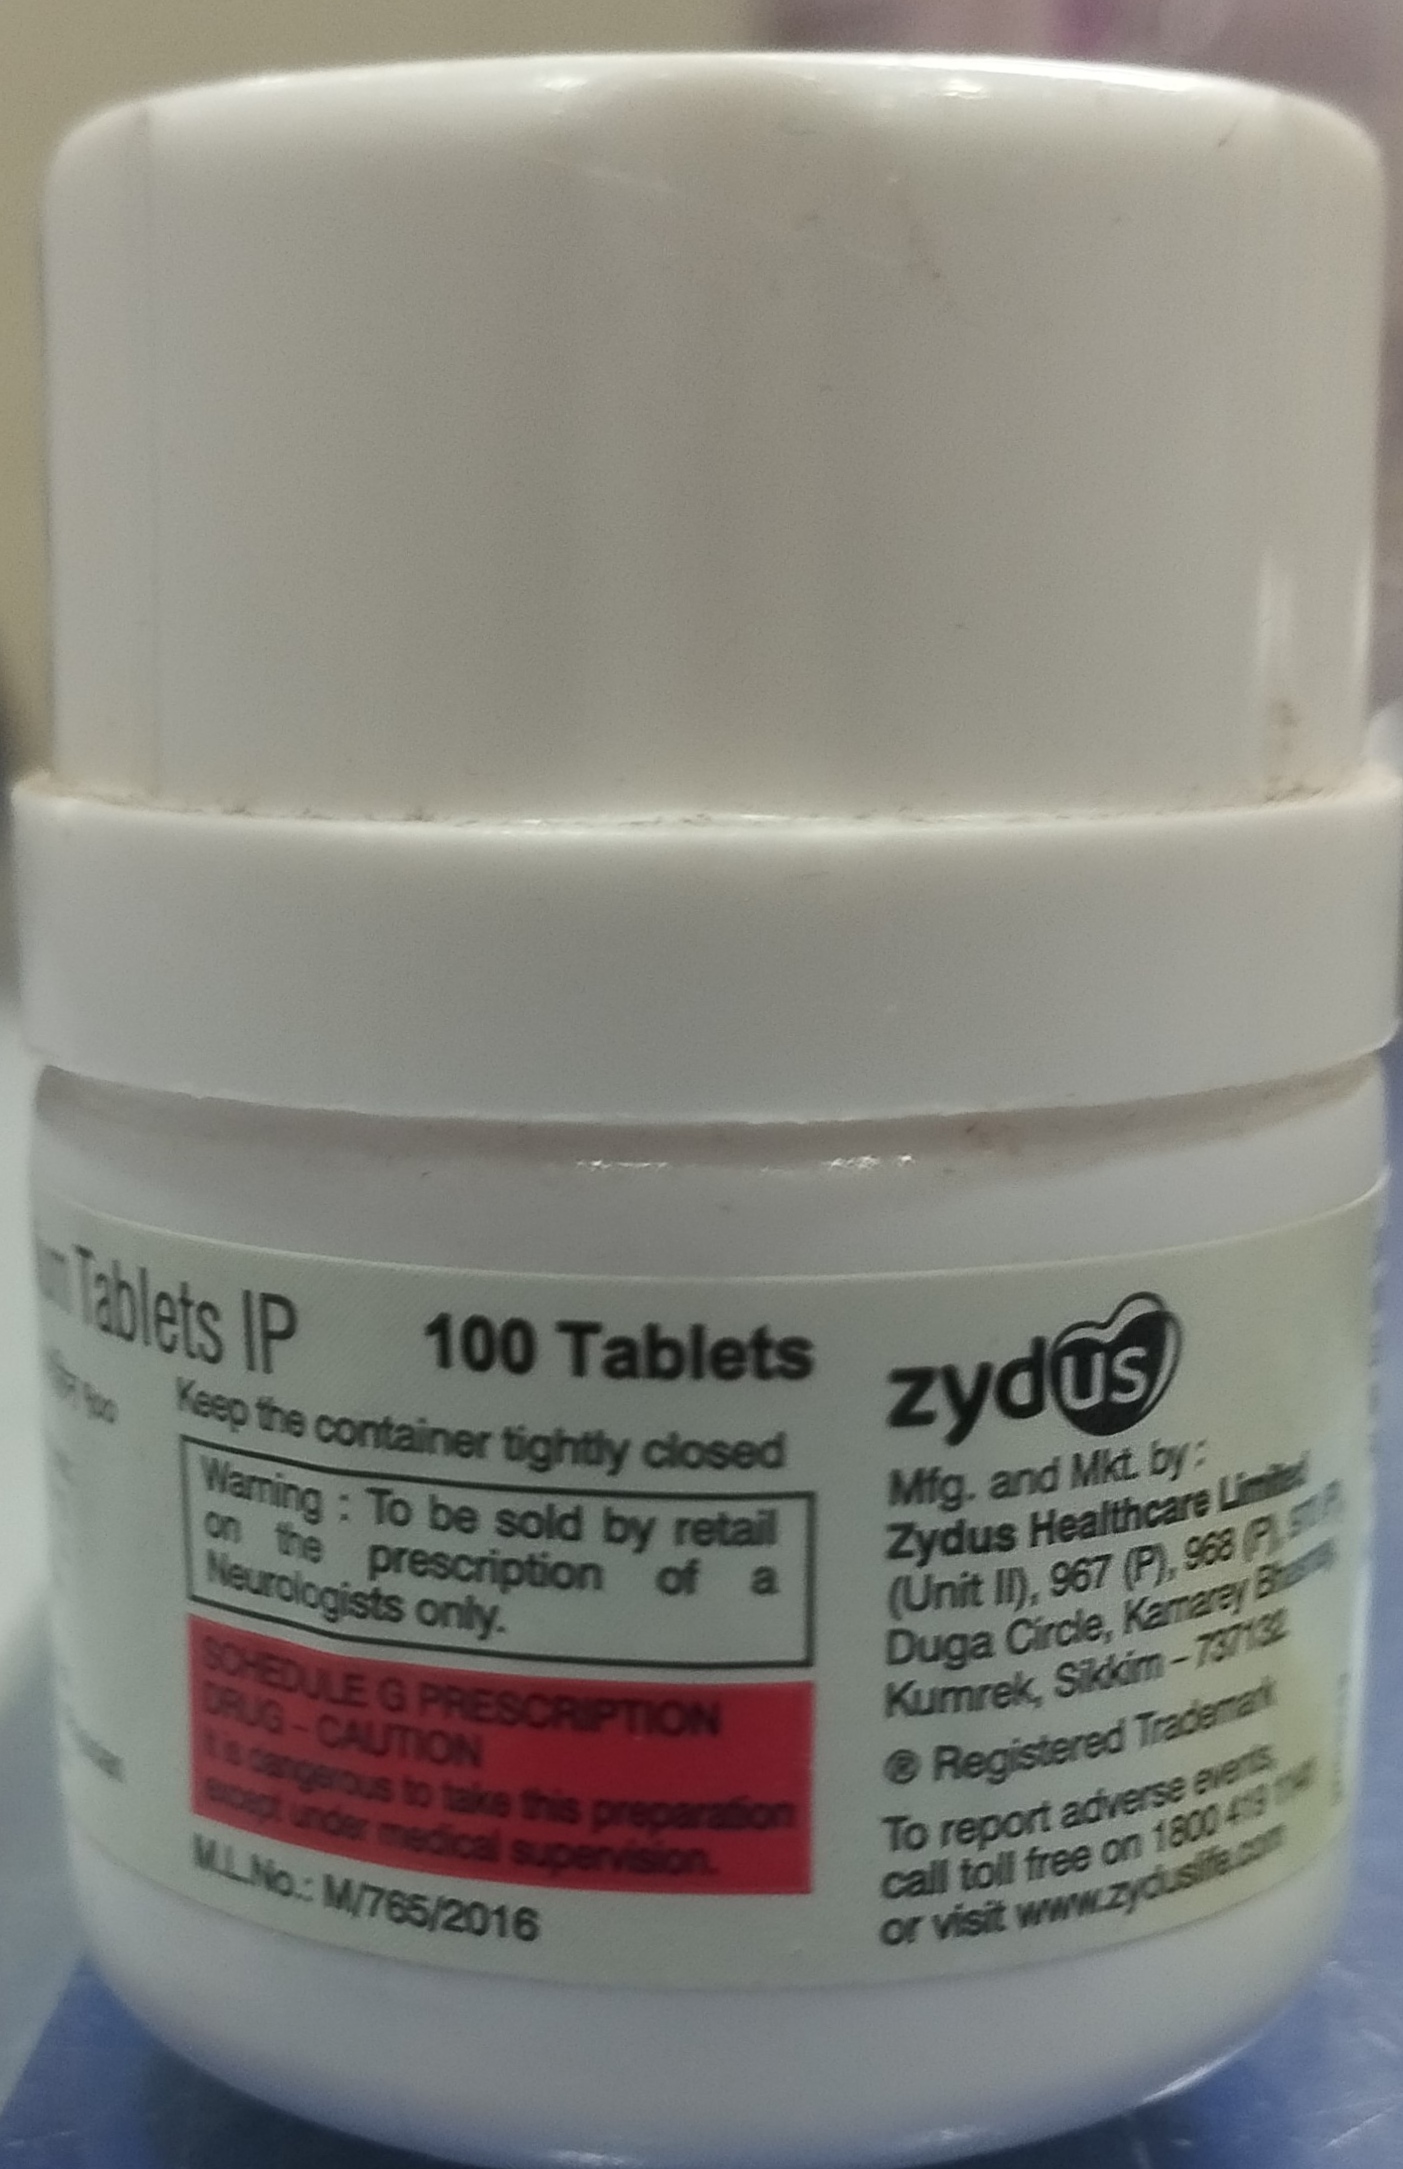 Tablets IP
100 Tablets
Keep the container tightly closed
Warning : To be sold by retail
on the prescription of a
Neurologists only.
SCHEDULE G PRESCRIPTION
DRUG - CAUTION
It is dangerous to take this preparation
except under medical supervision.
M.L.No.: M/765/2016
zydus
Mfg. and Mkt. by :
Zydus Healthcare Limited
(Unit II), 967 (P), 968 (P),
Duga Circle, Kamarey
Kumrek, Sikkim – 737132.
® Registered Trademark
To report adverse events,
call toll free on 1800 419
or visit www.zyduslife.com